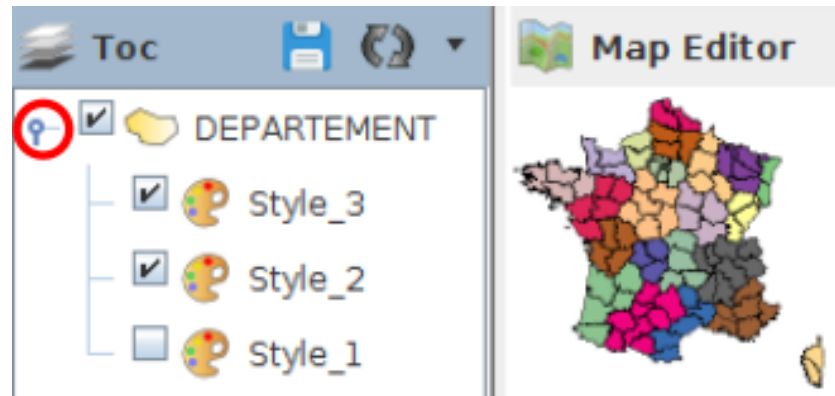 Toc
Map Editor
DEPARTEMENT
Style_3
Style_2
Style_1